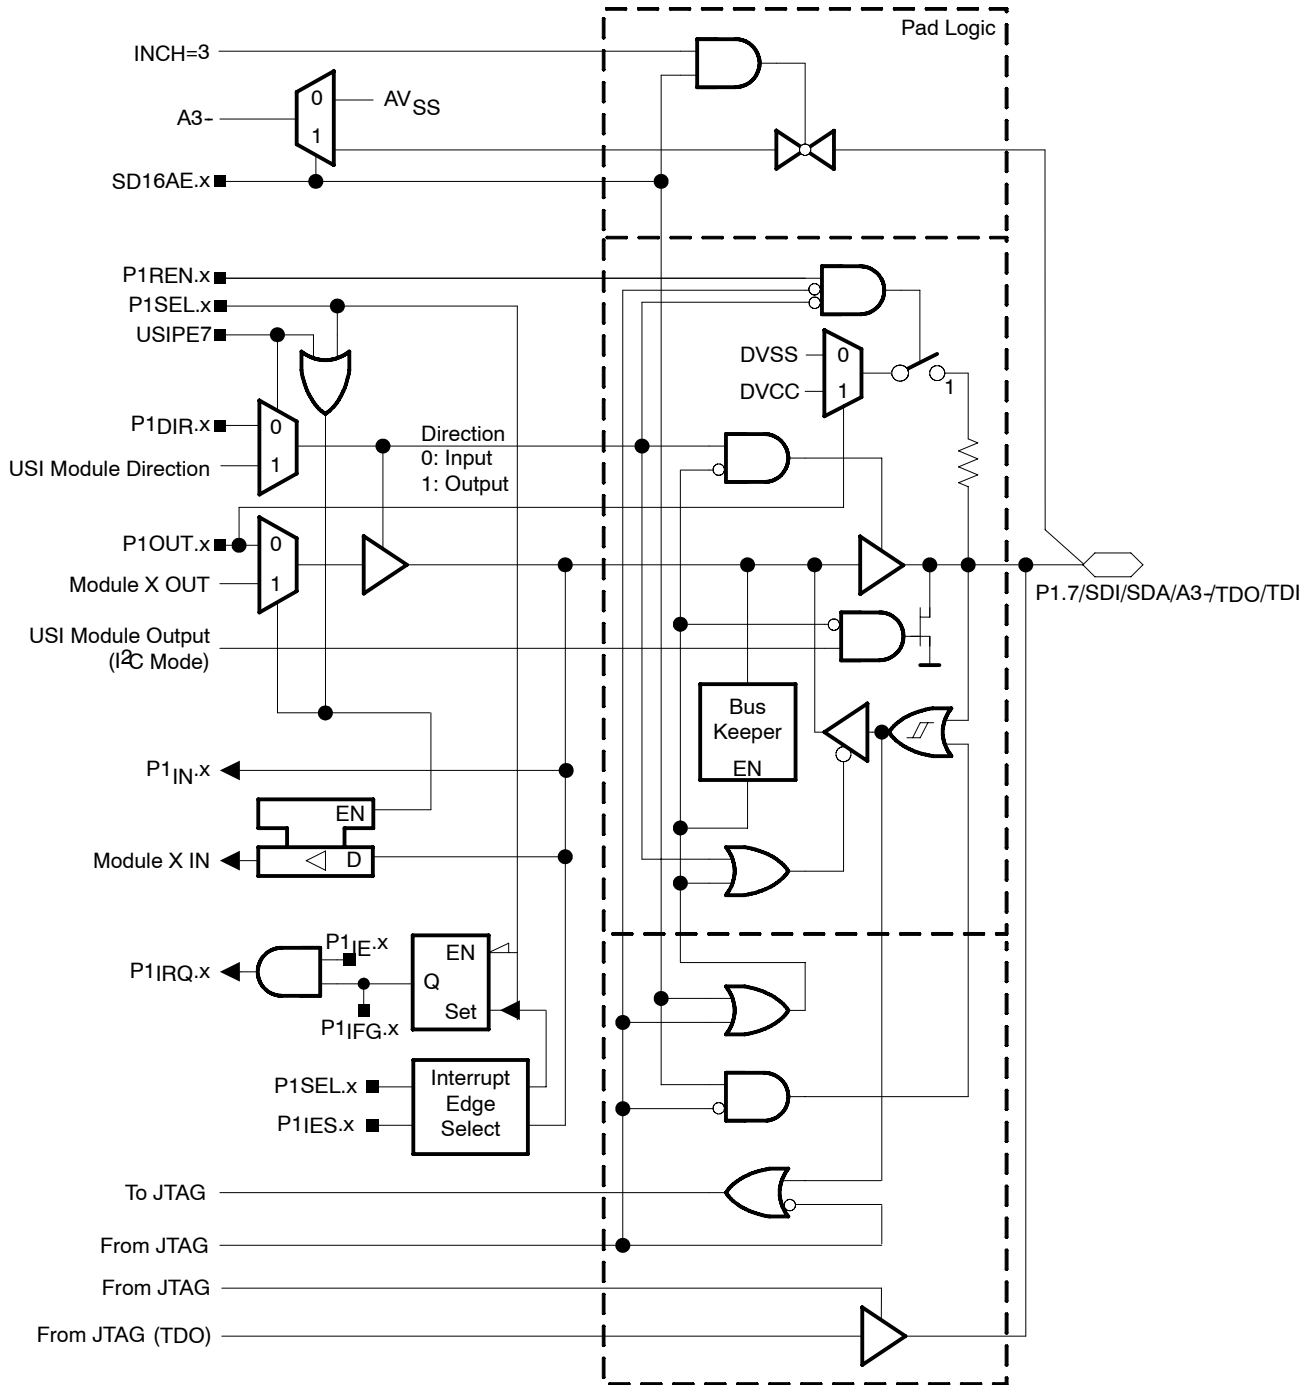 Pad Logic
INCH=3
0
AVSS
A3-
1
SD16AE.x
P1REN.x
P1SEL.x
USIPE7
DVSS
0
DVCC
1
1
P1DIR.x
0
USI Module Direction
1
Direction
0: Input
1: Output
P1OUT.x
0
Module X OUT
1
P1.7/SDI/SDA/A3-/TDO/TDI
USI Module Output
(I2C Mode)
Bus
Keeper
EN
P1IN.x
EN
Module X IN
D
P1IE.x
P1IRQ.x
EN
Q
Set
P1IFG.x
P1SEL.x
P1IES.x
Interrupt
Edge
Select
To JTAG
From JTAG
From JTAG
From JTAG (TDO)